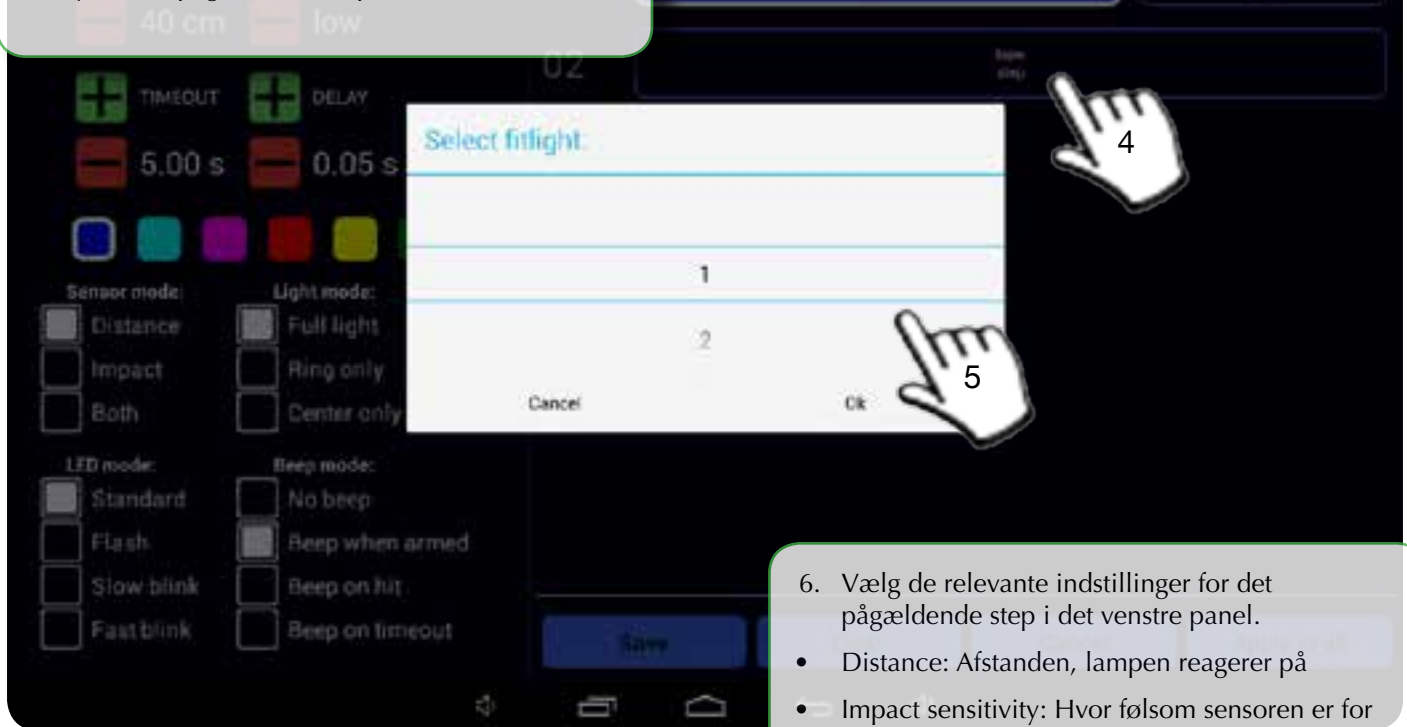 40 cm low
02
TIMEOUT DELAY
5.00 s 0.05 s
Select fitlight:
4
1
2
5
Cancel Ok
Sensor mode: Light mode:
Distance Full light
Impact Ring only
Both Center only
LED mode: Beep mode:
Standard No beep
Flash Beep when armed
Slow blink Beep on hit
Fast blink Beep on timeout
Save
6. Vælg de relevante indstillinger for det
pågældende step i det venstre panel.
• Distance: Afstanden, lampen reagerer på
• Impact sensitivity: Hvor følsom sensoren er for